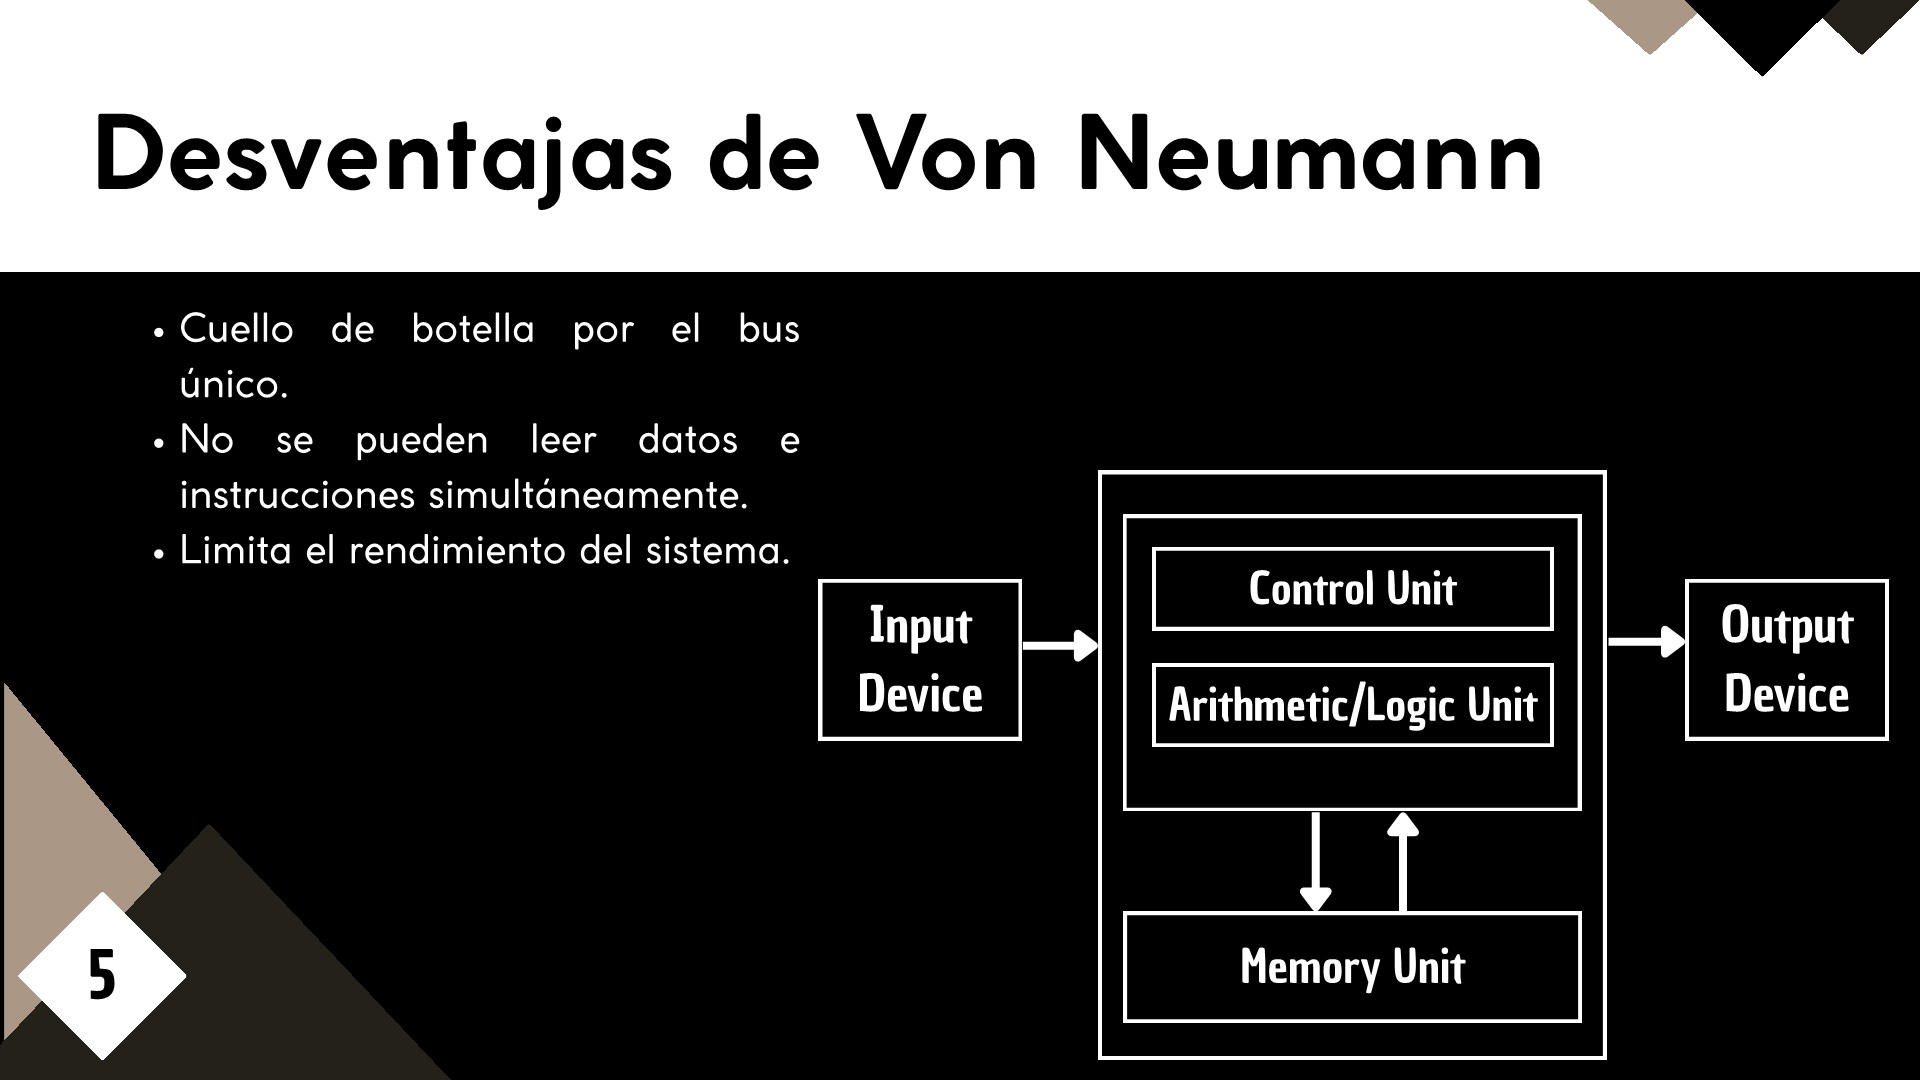 Desventajas de Von Neumann
• Cuello de botella por el bus
único.
• No se pueden leer datos e
instrucciones simultáneamente.
• Limita el rendimiento del sistema.
Input
Device
Control Unit
Arithmetic/Logic Unit
Memory Unit
Output
Device
5